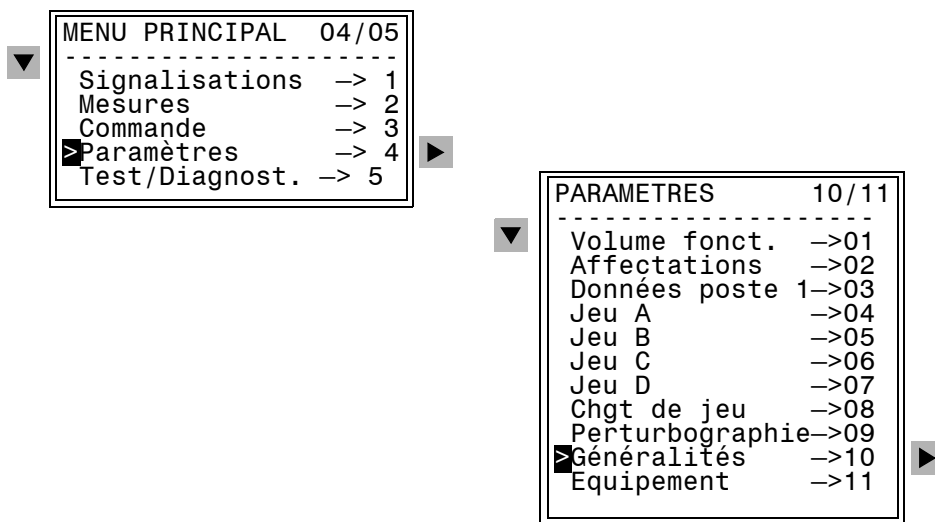 MENU PRINCIPAL 04/05
----------------------
Signalisations —> 1
Mesures —> 2
Commande —> 3
>Paramètres —> 4
Test/Diagnost. —> 5
PARAMETRES 10/11
---------------------
Volume fonct. —>01
Affectations —>02
Données poste 1—>03
Jeu A —>04
Jeu B —>05
Jeu C —>06
Jeu D —>07
Chgt de jeu —>08
Perturbographie—>09
>Généralités —>10
Equipement —>11